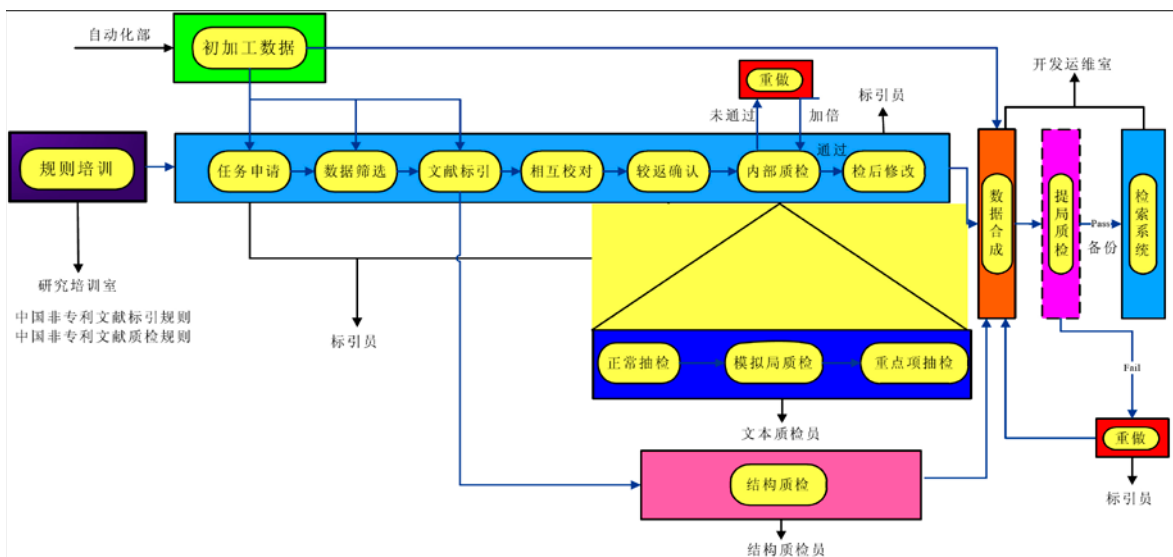 自动化部
初加工数据
重做
开发运维室
标引员
未通过
加倍
规则培训
任务申请
数据筛选
文献标引
相互校对
较返确认
内部质检
通过
检后修改
数据合成
提局质检
Pass
备份
检索系统
研究培训室
中国非专利文献标引规则
中国非专利文献质检规则
标引员
正常抽检
模拟局质检
重点项抽检
Fail
文本质检员
重做
结构质检
标引员
结构质检员